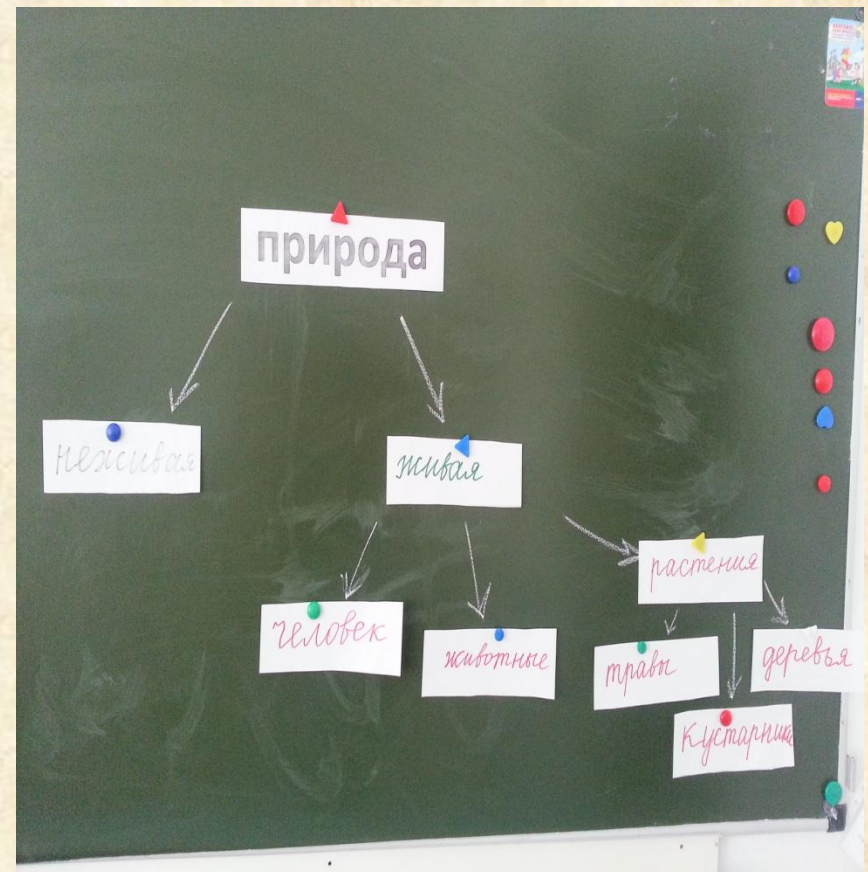 природа
неживая
живая
растения
человек
животные
травы
деревья
кустарники